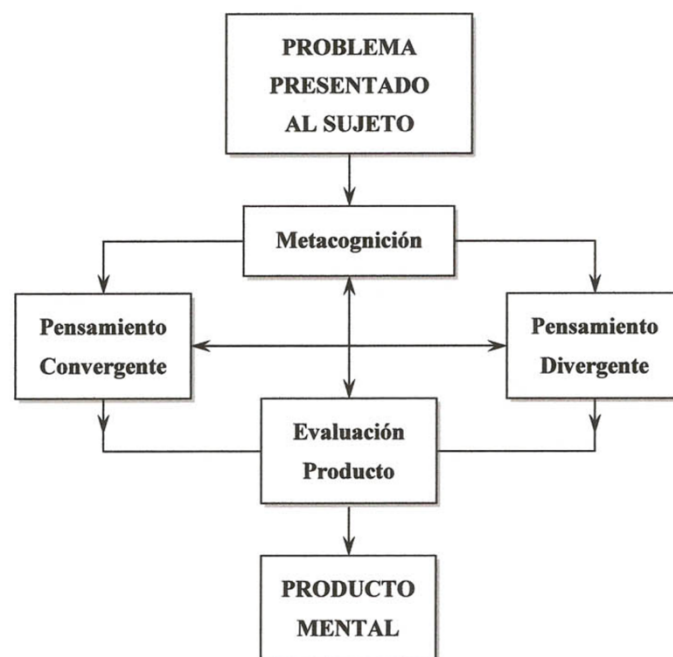 PROBLEMA
PRESENTADO
AL SUJETO
Metacognición
Pensamiento
Convergente
Pensamiento
Divergente
Evaluación
Producto
PRODUCTO
MENTAL